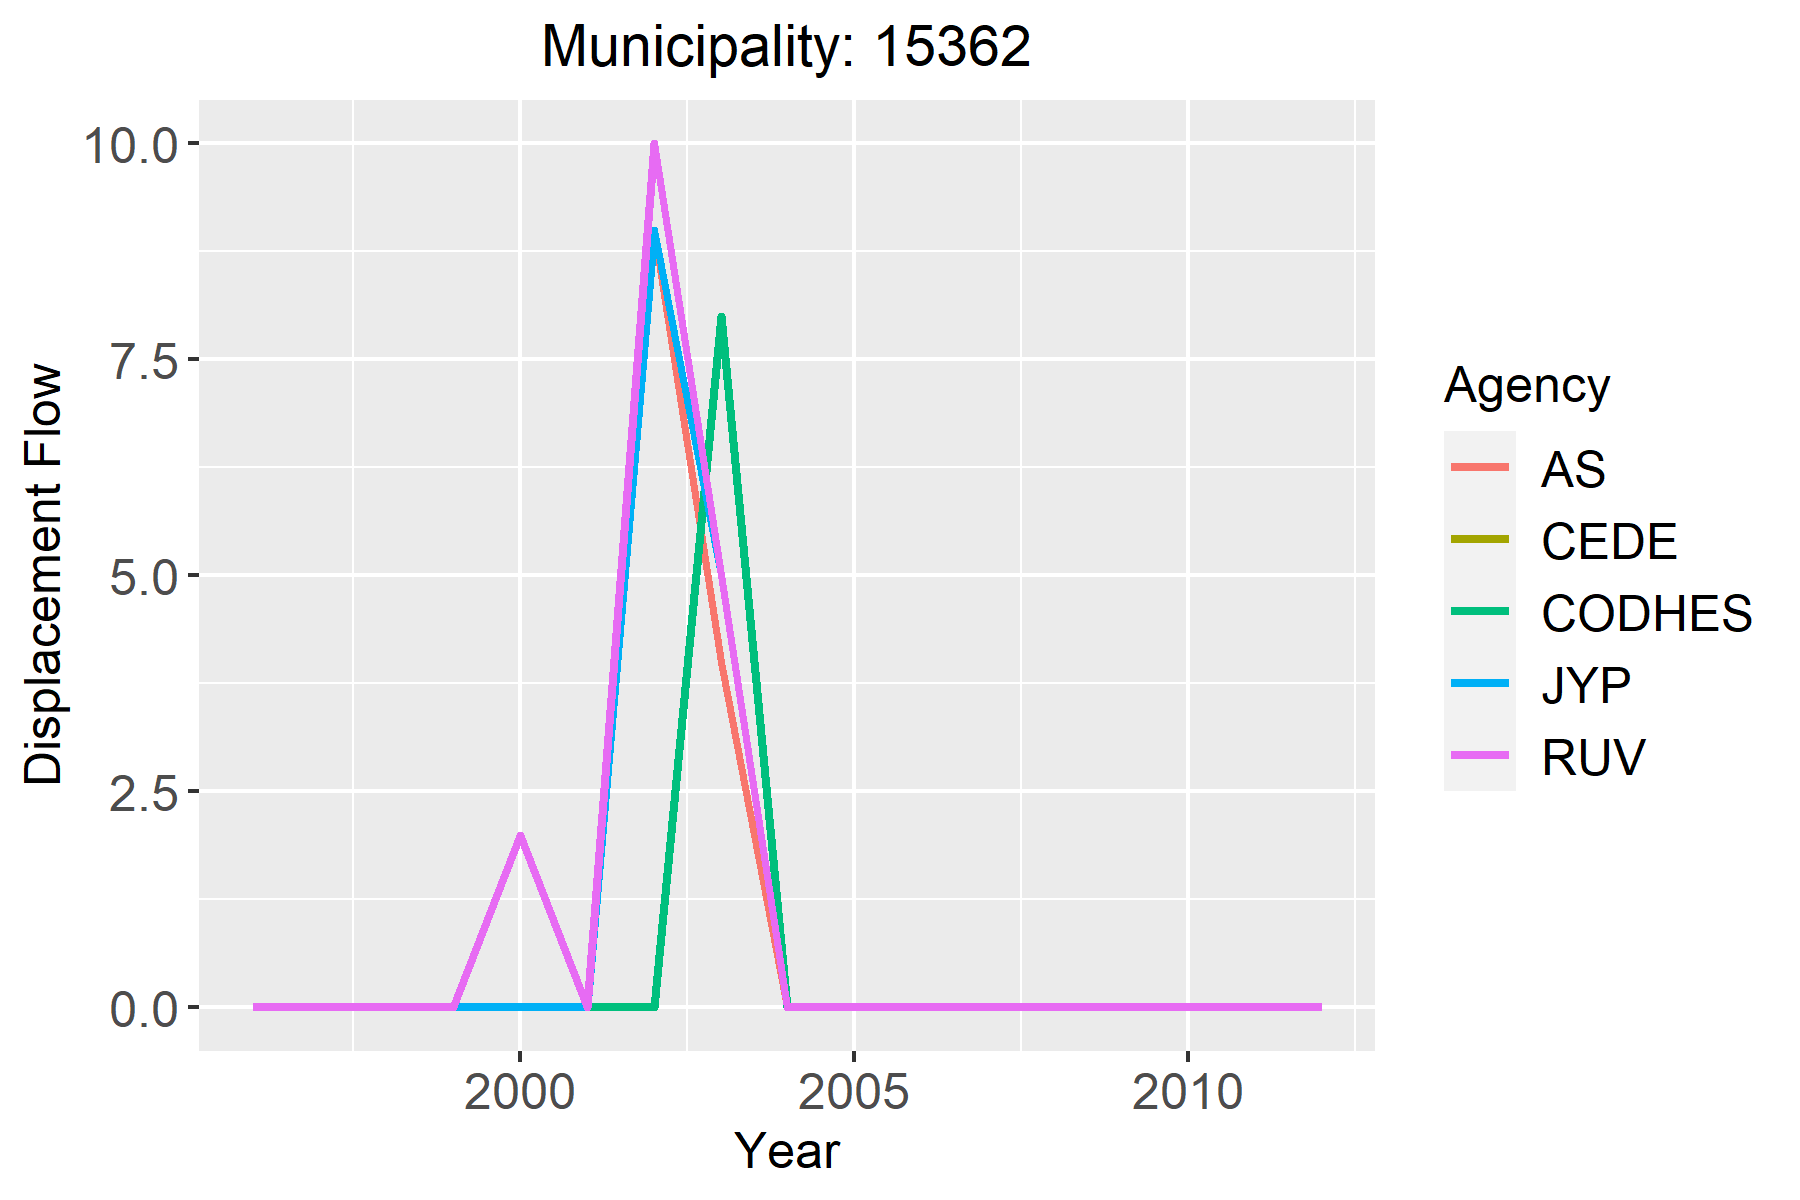 Municipality: 15362
10.0
7.5
5.0
2.5
0.0
Displacement Flow
2000
2005
2010
Year
Agency
AS
CEDE
CODHES
JYP
RUV